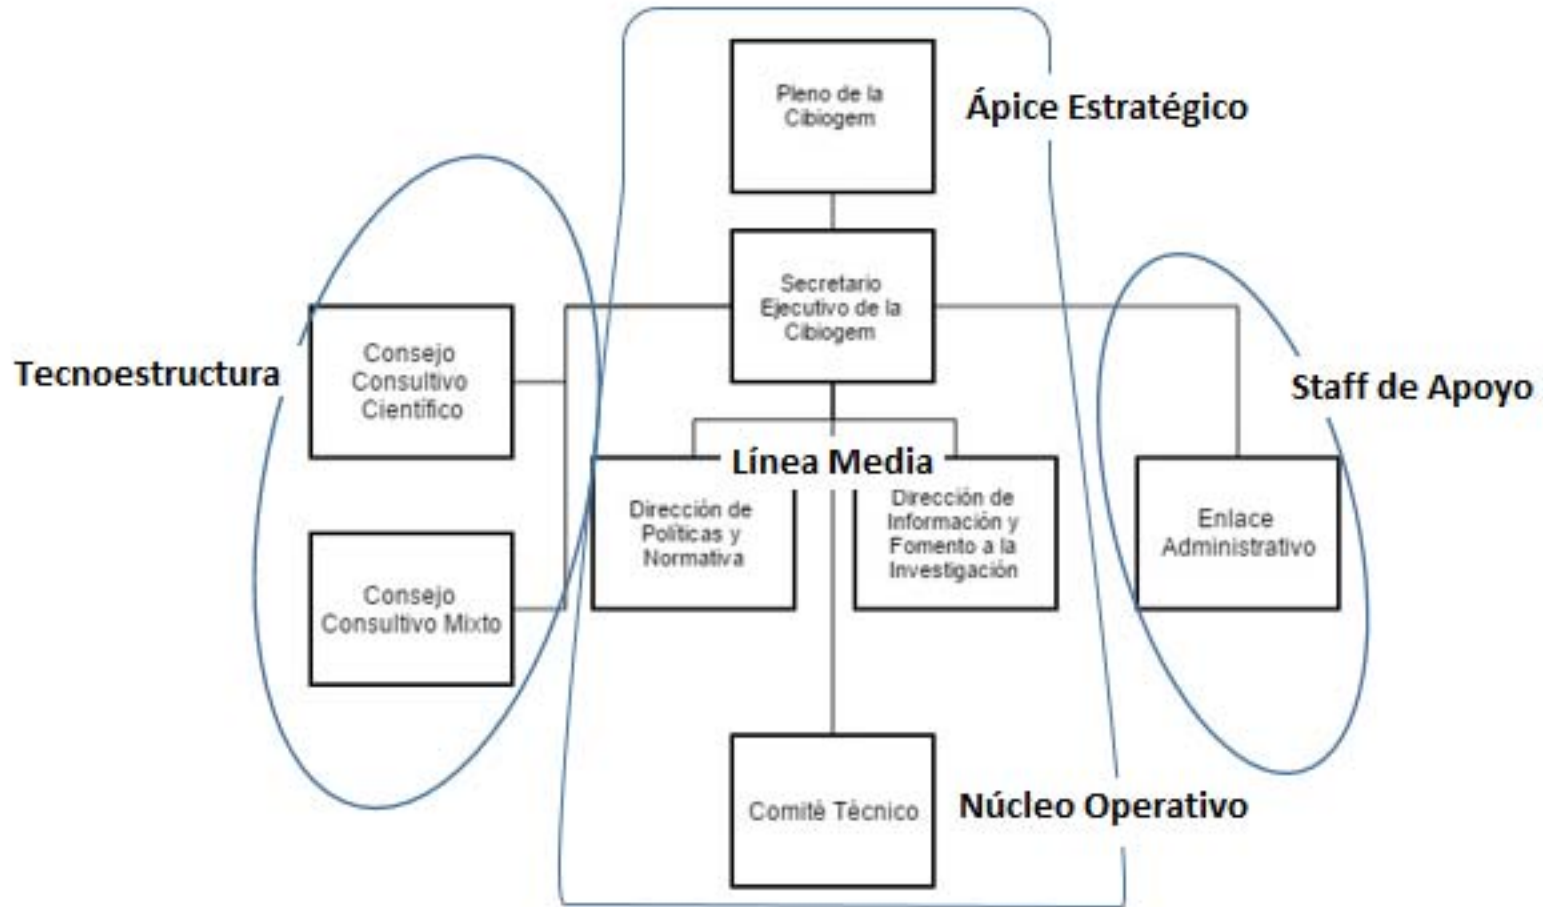 Pleno de la
Cibiogem
Ápice Estratégico
Secretario
Ejecutivo de la
Cibiogem
Tecnoestructura
Consejo
Consultivo
Científico
Staff de Apoyo
Línea Media
Dirección de
Políticas y
Normativa
Dirección de
Información y
Fomento a la
Investigación
Enlace
Administrativo
Consejo
Consultivo Mixto
Comité Técnico
Núcleo Operativo